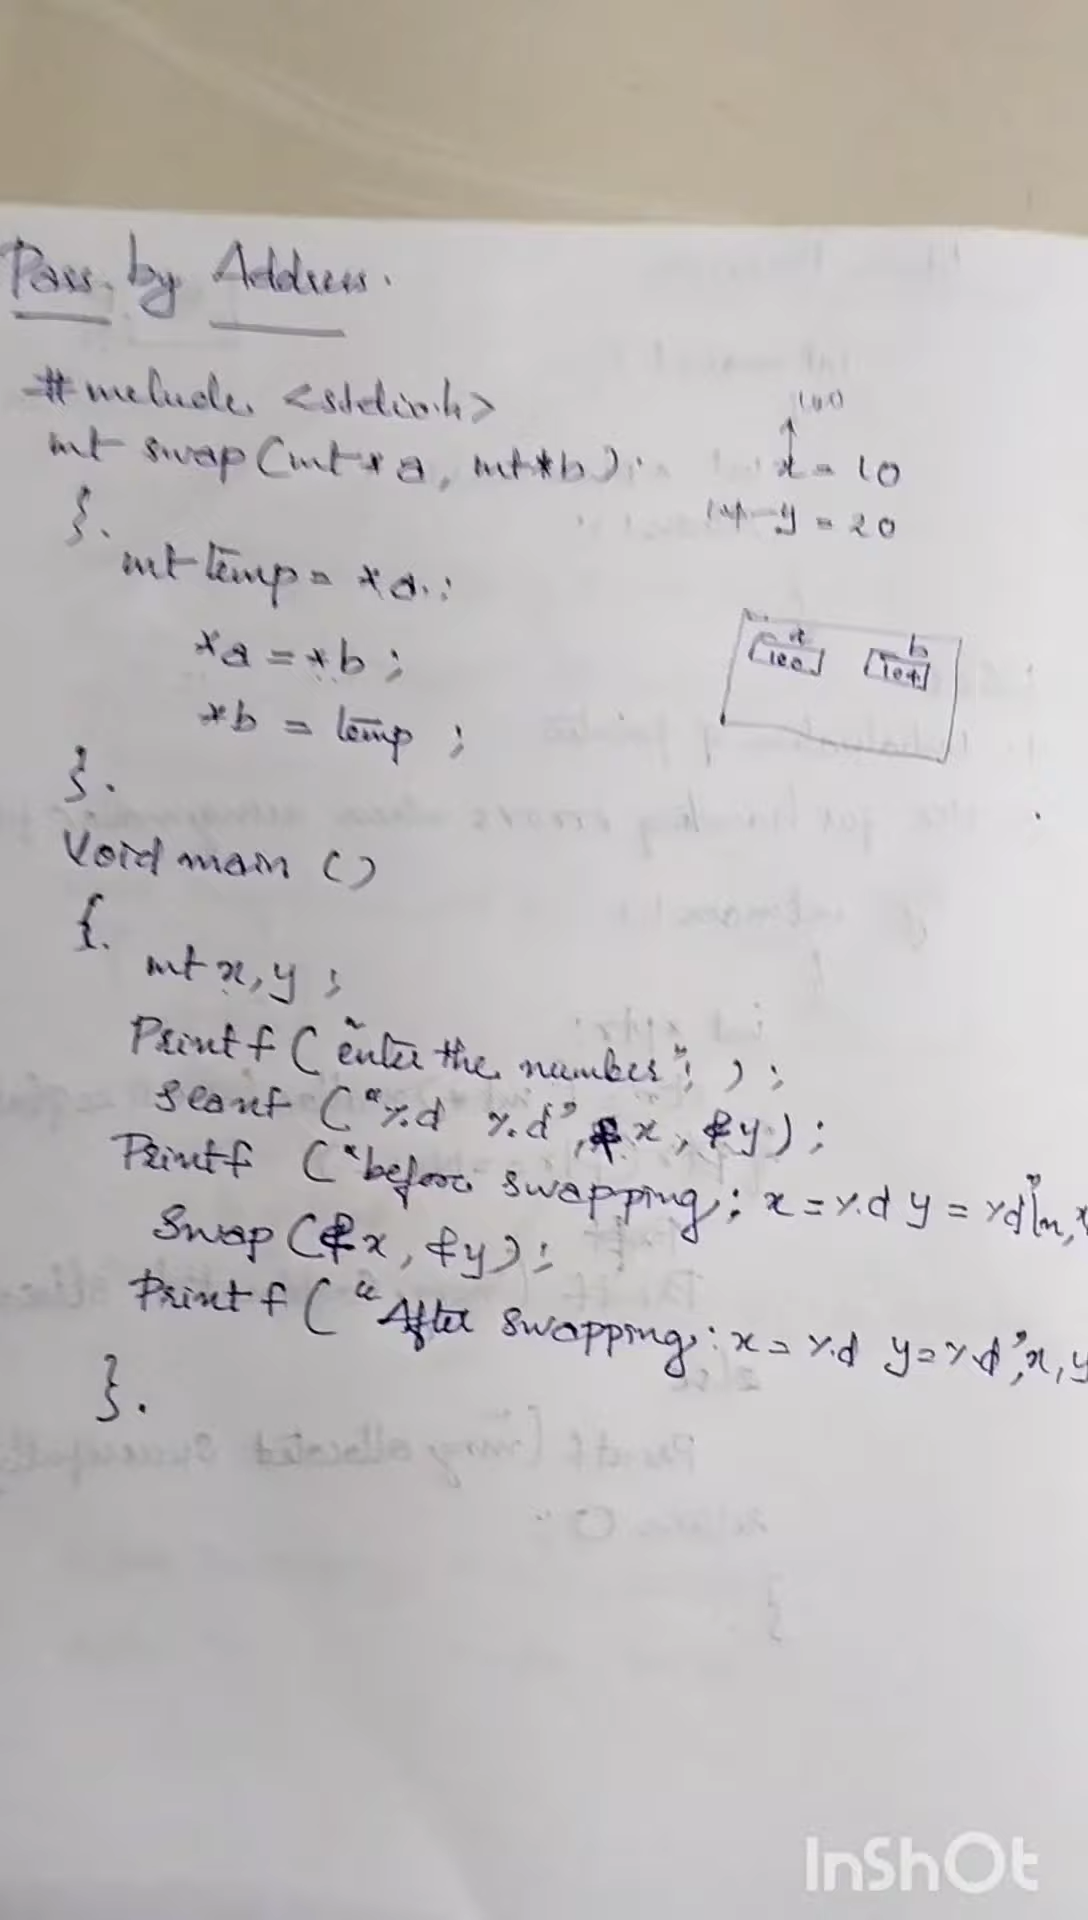 Pass by Address.
#include <stdio.h>
int swap (int *a, int *b);
100
x = 10
y = 20
}.
int temp = *a.;
*a = *b ;
*b = temp ;
a b
100 104
}.
Void main ()
{.
int x, y ;
Printf ( "enter the number"; ) ;
Scanf ( "%d %d", & x, & y ) ;
Printf ( "before swapping; x = %d y = %d\n",
Swap ( & x, & y ) ;
Printf ( "After swapping: x = %d y = %d", x, y
}.
InShOt